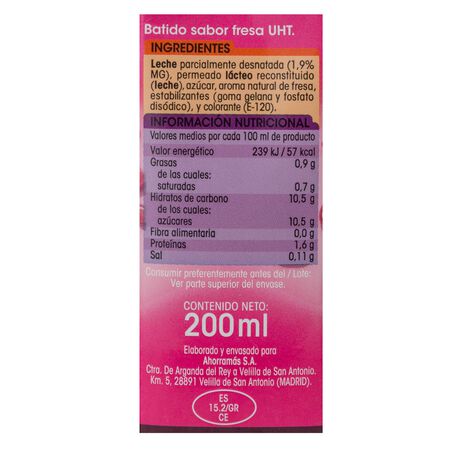 Batido sabor fresa UHT.
INGREDIENTES
Leche parcialmente desnatada (1,9%
MG), permeado lácteo reconstituido
(leche), azúcar, aroma natural de fresa,
estabilizantes (goma gelana y fosfato
disódico), y colorante (E-120).
INFORMACIÓN NUTRICIONAL
Valores medios por cada 100 ml de producto
Valor energético 239 kJ / 57 kcal
Grasas 0,9 g
de las cuales:
saturadas 0,7 g
Hidratos de carbono 10,5 g
de los cuales:
azúcares 10,5 g
Fibra alimentaria 0,0 g
Proteínas 1,6 g
Sal 0,11 g
Consumir preferentemente antes del / Lote:
Ver parte superior del envase.
CONTENIDO NETO:
200ml
Elaborado y envasado para
Ahorramás S.A.
Ctra. De Arganda del Rey a Velilla de San Antonio.
Km. 5, 28891 Velilla de San Antonio (MADRID).
ES
15.2/GR
CE